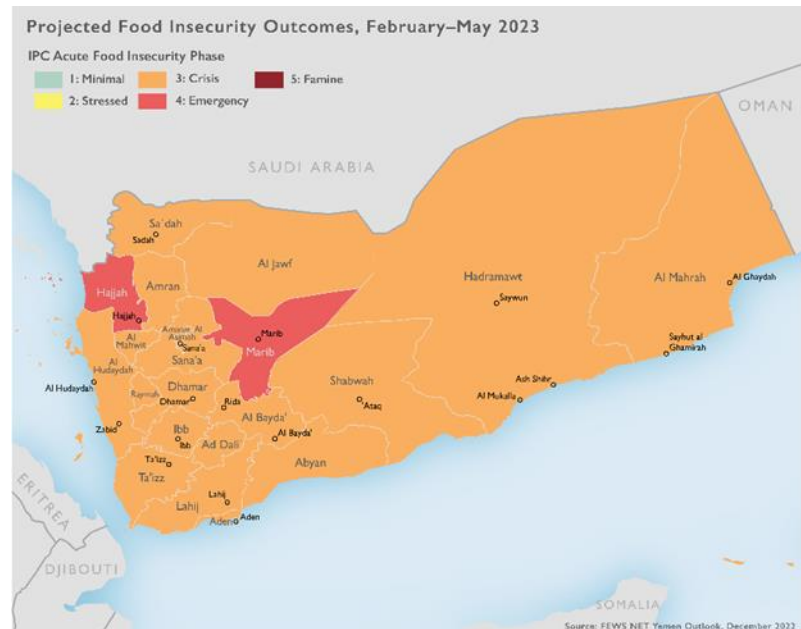 Projected Food Insecurity Outcomes, February–May 2023
IPC Acute Food Insecurity Phase
1: Minimal
3: Crisis
5: Famine
2: Stressed
4: Emergency
OMAN
SAUDI ARABIA
Sa`dah
Sadah
Al Jawf
Hajjah
Amran
Hadramawt
Al Mahrah
Al Ghaydah
Saywun
Hajjah
Amanat Al
Asimah
Marib
Al
Mahwit
Sana'a
Sana'a
Marib
Sayhut al
Ghamirah
Al
Hudaydah
Al Hudaydah
Dhamar
Shabwah
Ash Shihr
Raymah
Dhamar
Rida
Ataq
Al Mukalla
Al Bayda'
Zabid
Ibb
Ibb
Ad Dali'
Al Bayda'
Abyan
Ta'izz
Ta'izz
Lahij
Lahij
Aden
Aden
ERITREA
DJIBOUTI
SOMALIA
Source: FEWS NET Yemen Outlook, December 2022